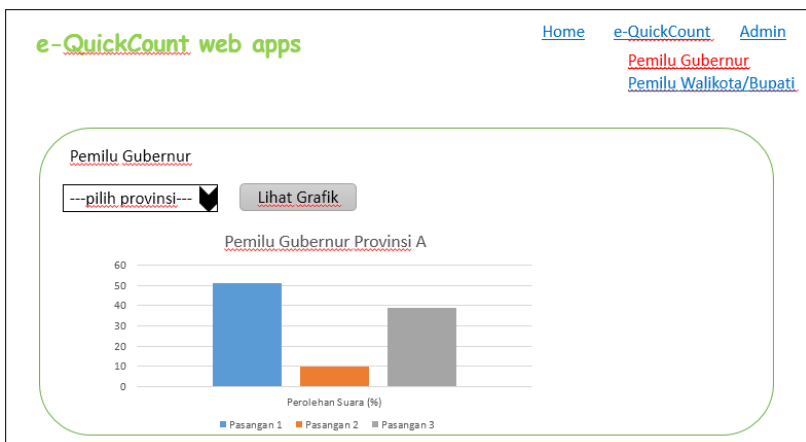 e-QuickCount web apps
Home e-QuickCount Admin
Pemilu Gubernur
Pemilu Walikota/Bupati
Pemilu Gubernur
---pilih provinsi---
Lihat Grafik
Pemilu Gubernur Provinsi A
60
50
40
30
20
10
0
Perolehan Suara (%)
Pasangan 1 Pasangan 2 Pasangan 3